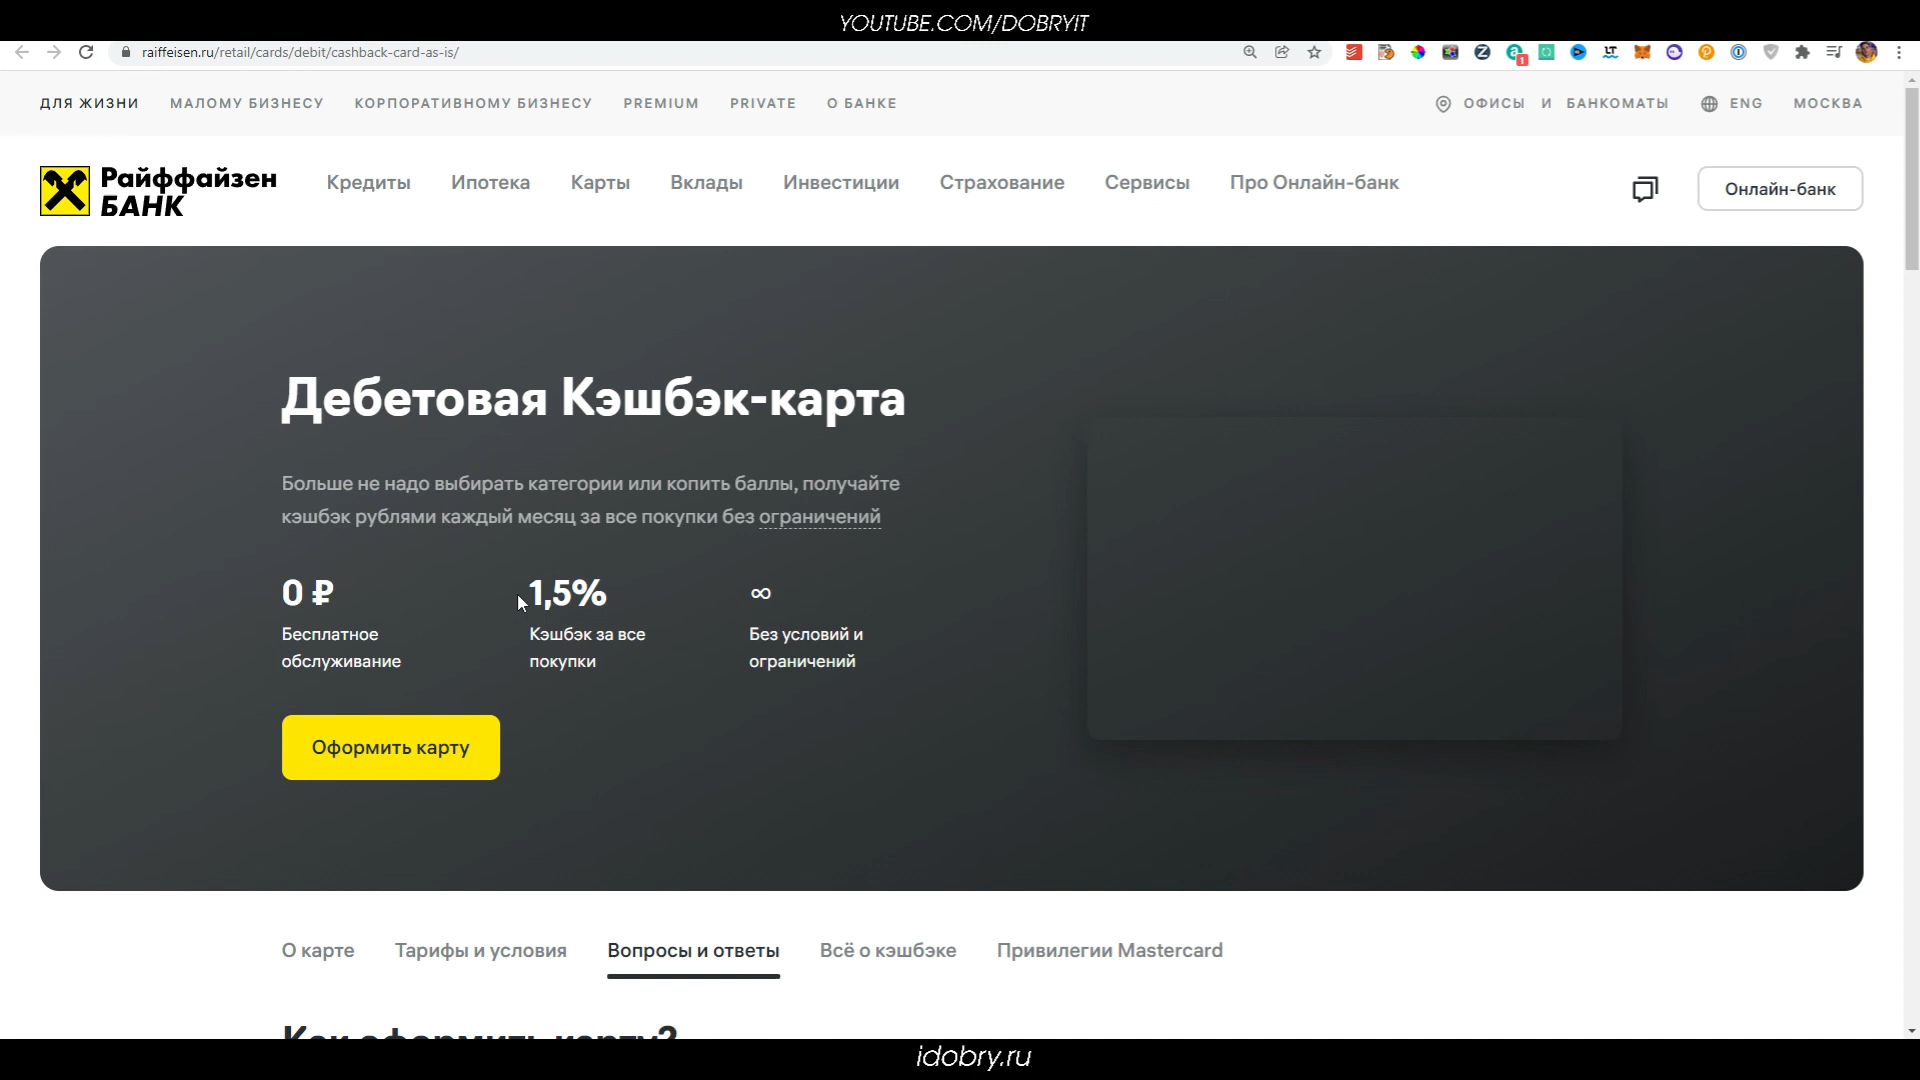 YOUTUBE.COM/DOBRYIT
raiffeisen.ru/retail/cards/debit/cashback-card-as-is/
ДЛЯ ЖИЗНИ МАЛОМУ БИЗНЕСУ КОРПОРАТИВНОМУ БИЗНЕСУ PREMIUM PRIVATE О БАНКЕ ОФИСЫ И БАНКОМАТЫ ENG МОСКВА
Райффайзен
БАНК
Кредиты Ипотека Карты Вклады Инвестиции Страхование Сервисы Про Онлайн-банк Онлайн-банк
Дебетовая Кэшбэк-карта
Больше не надо выбирать категории или копить баллы, получайте
кэшбэк рублями каждый месяц за все покупки без ограничений
0 ₽ 1,5% ∞
Бесплатное Кэшбэк за все Без условий и
обслуживание покупки ограничений
Оформить карту
О карте Тарифы и условия Вопросы и ответы Всё о кэшбэке Привилегии Mastercard
Как оформить карту?
idobry.ru